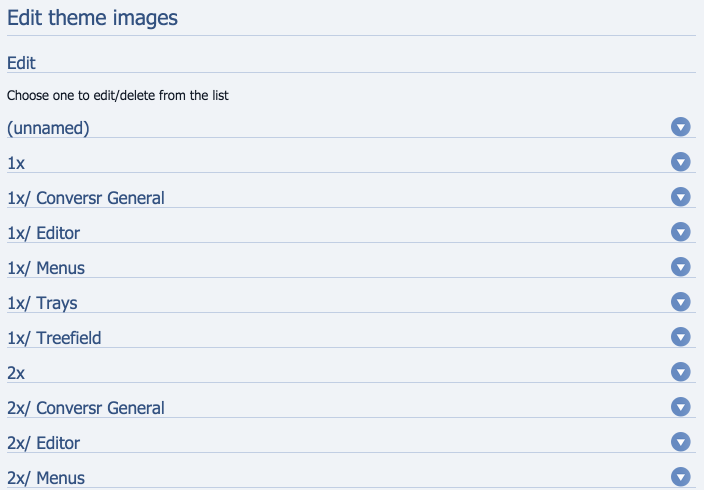 Edit theme images
Edit
Choose one to edit/delete from the list
(unnamed)
1x
1x/ Conversr General
1x/ Editor
1x/ Menus
1x/ Trays
1x/ Treefield
2x
2x/ Conversr General
2x/ Editor
2x/ Menus